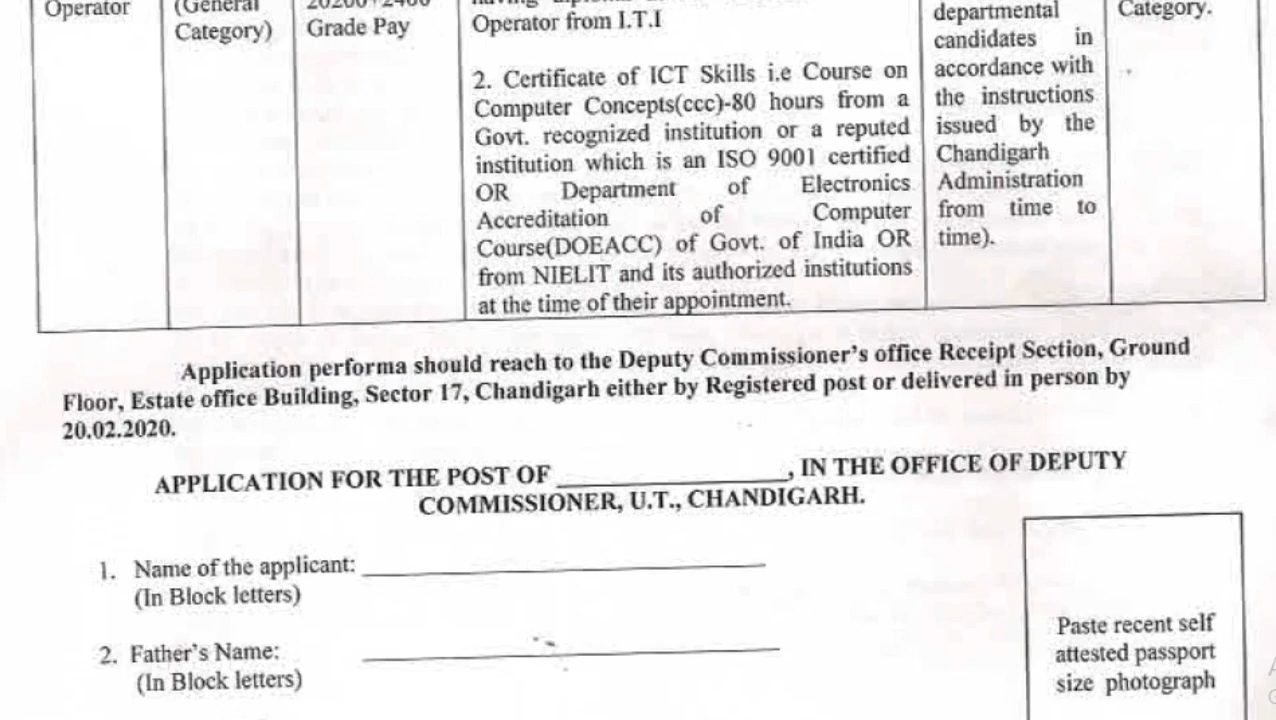 Operator
(General
Category)
Grade Pay
Operator from I.T.I
2. Certificate of ICT Skills i.e Course on
Computer Concepts(ccc)-80 hours from a
Govt. recognized institution or a reputed
institution which is an ISO 9001 certified
OR Department of Electronics
Accreditation of Computer
Course(DOEACC) of Govt. of India OR
from NIELIT and its authorized institutions
at the time of their appointment.
departmental
candidates in
accordance with
the instructions
issued by the
Chandigarh
Administration
from time to
time).
Category.
Application performa should reach to the Deputy Commissioner's office Receipt Section, Ground
Floor, Estate office Building, Sector 17, Chandigarh either by Registered post or delivered in person by
20.02.2020.
APPLICATION FOR THE POST OF ____________, IN THE OFFICE OF DEPUTY
COMMISSIONER, U.T., CHANDIGARH.
1. Name of the applicant:
(In Block letters)
2. Father's Name:
(In Block letters)
Paste recent self
attested passport
size photograph